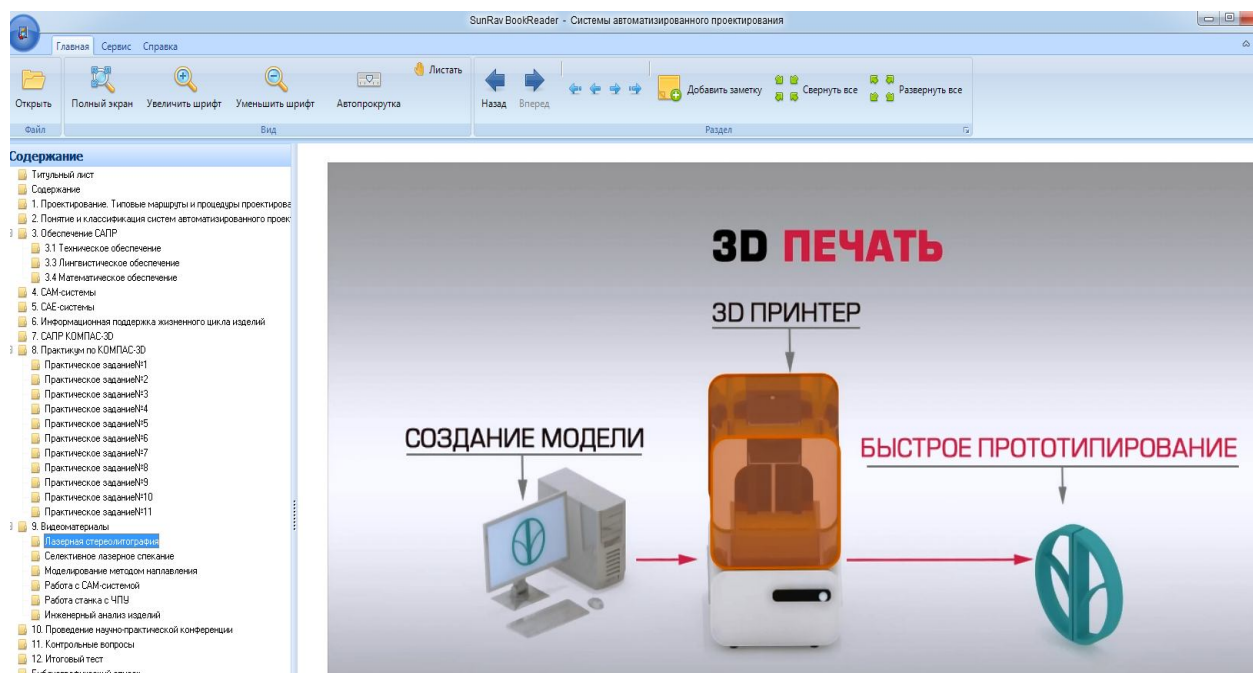 SunRav BookReader - Системы автоматизированного проектирования
Главная Сервис Справка
Открыть
Полный экран
Увеличить шрифт
Уменьшить шрифт
Автопрокрутка
Листать
Назад
Вперед
Добавить заметку
Свернуть все
Развернуть все
Файл
Вид
Раздел
Содержание
Титульный лист
Содержание
1. Проектирование. Типовые маршруты и процедуры проектирова
2. Понятие и классификация систем автоматизированного проек
3. Обеспечение САПР
3.1 Техническое обеспечение
3.3 Лингвистическое обеспечение
3.4 Математическое обеспечение
4. CAM-системы
5. CAE-системы
6. Информационная поддержка жизненного цикла изделий
7. САПР КОМПАС-3D
8. Практикум по КОМПАС-3D
Практическое задание№1
Практическое задание№2
Практическое задание№3
Практическое задание№4
Практическое задание№5
Практическое задание№6
Практическое задание№7
Практическое задание№8
Практическое задание№9
Практическое задание№10
Практическое задание№11
9. Видеоматериалы
Лазерная стереолитография
Селективное лазерное спекание
Моделирование методом наплавления
Работа с CAM-системой
Работа станка с ЧПУ
Инженерный анализ изделий
10. Проведение научно-практической конференции
11. Контрольные вопросы
12. Итоговый тест
Библиографический список
3D ПЕЧАТЬ
3D ПРИНТЕР
СОЗДАНИЕ МОДЕЛИ
БЫСТРОЕ ПРОТОТИПИРОВАНИЕ